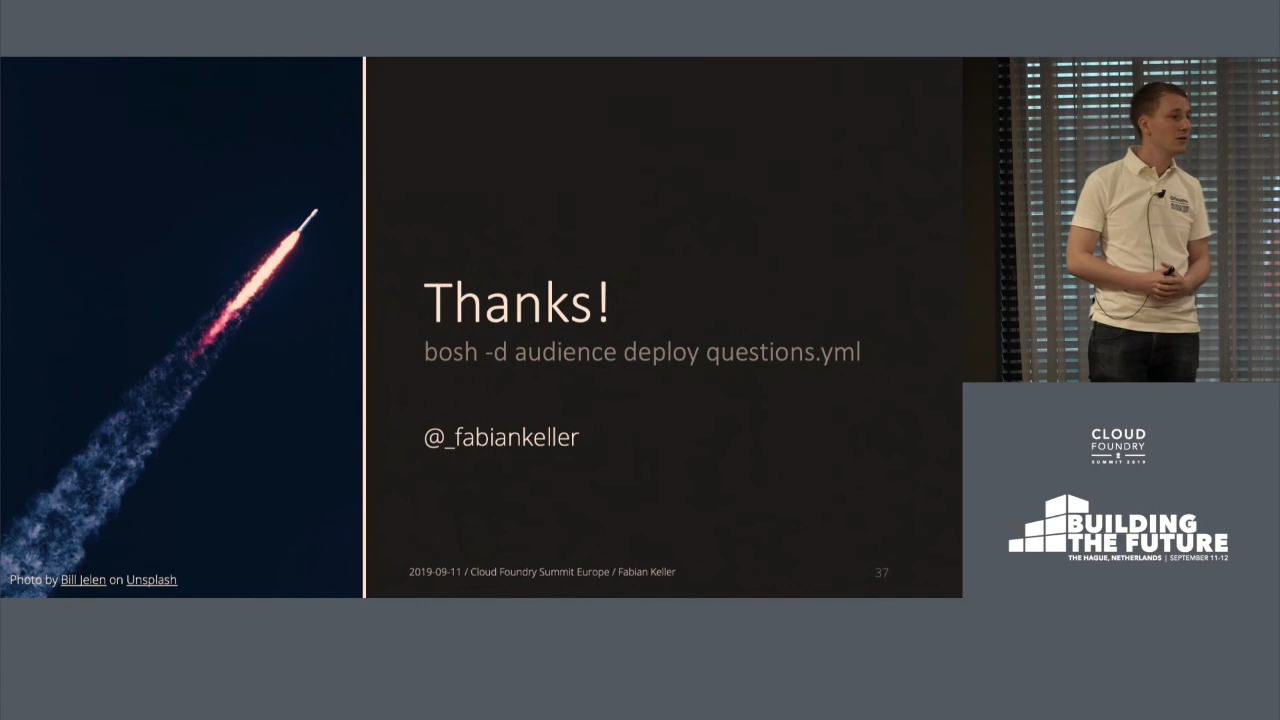 Thanks!
bosh -d audience deploy questions.yml
@_fabiankeller
Photo by Bill Jelen on Unsplash
2019-09-11 / Cloud Foundry Summit Europe / Fabian Keller
37
CLOUD
FOUNDRY
SUMMIT 2019
BUILDING
THE FUTURE
THE HAGUE, NETHERLANDS | SEPTEMBER 11-12